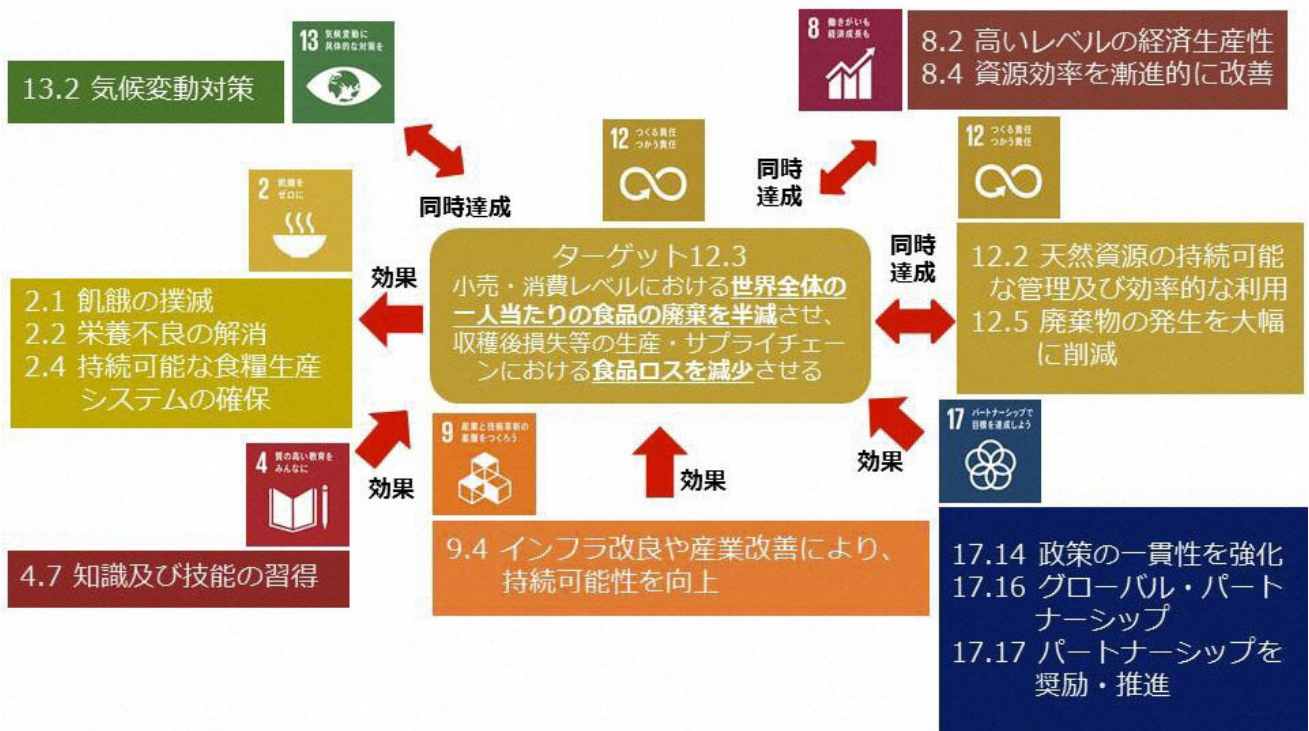 13 気候変動に
具体的な対策を
13.2 気候変動対策
8 働きがいも
経済成長も
8.2 高いレベルの経済生産性
8.4 資源効率を漸進的に改善
12 つくる責任
つかう責任
12 つくる責任
つかう責任
2 飢餓を
ゼロに
同時達成
同時
達成
同時
達成
効果
2.1 飢餓の撲滅
2.2 栄養不良の解消
2.4 持続可能な食糧生産
システムの確保
ターゲット12.3
小売・消費レベルにおける世界全体の
一人当たりの食品の廃棄を半減させ、
収穫後損失等の生産・サプライチェー
ンにおける食品ロスを減少させる
12.2 天然資源の持続可能
な管理及び効率的な利用
12.5 廃棄物の発生を大幅
に削減
4 質の高い教育を
みんなに
効果
4.7 知識及び技能の習得
9 産業と技術革新の
基盤をつくろう
効果
9.4 インフラ改良や産業改善により、
持続可能性を向上
効果
17 パートナーシップで
目標を達成しよう
17.14 政策の一貫性を強化
17.16 グローバル・パート
ナーシップ
17.17 パートナーシップを
奨励・推進